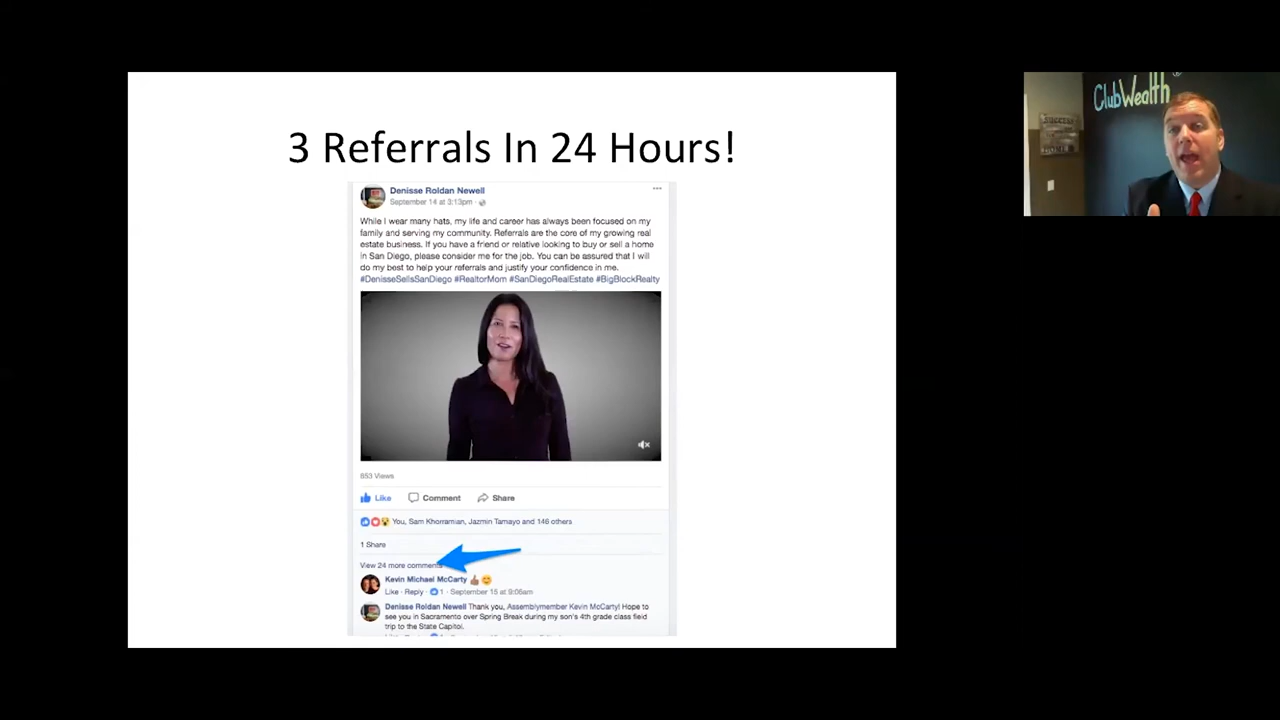 3 Referrals In 24 Hours!
Denisse Roldan Newell
September 14 at 3:13pm
While I wear many hats, my life and career has always been focused on my
family and serving my community. Referrals are the core of my growing real
estate business. If you have a friend or relative looking to buy or sell a home
in San Diego, please consider me for the job. You can be assured that I will
do my best to help your referrals and justify your confidence in me.
#DenisseSellsSanDiego #RealtorMom #SanDiegoRealEstate #BigBlockRealty
653 Views
Like Comment Share
You, Sam Khorramian, Jazmin Tamayo and 146 others
1 Share
View 24 more comments
Kevin Michael McCarty
Like · Reply · 1 · September 15 at 9:06am
Denisse Roldan Newell Thank you, Assemblymember Kevin McCarty! Hope to
see you in Sacramento over Spring Break during my son's 4th grade class field
trip to the State Capitol.
ClubWealth
SUCCESS